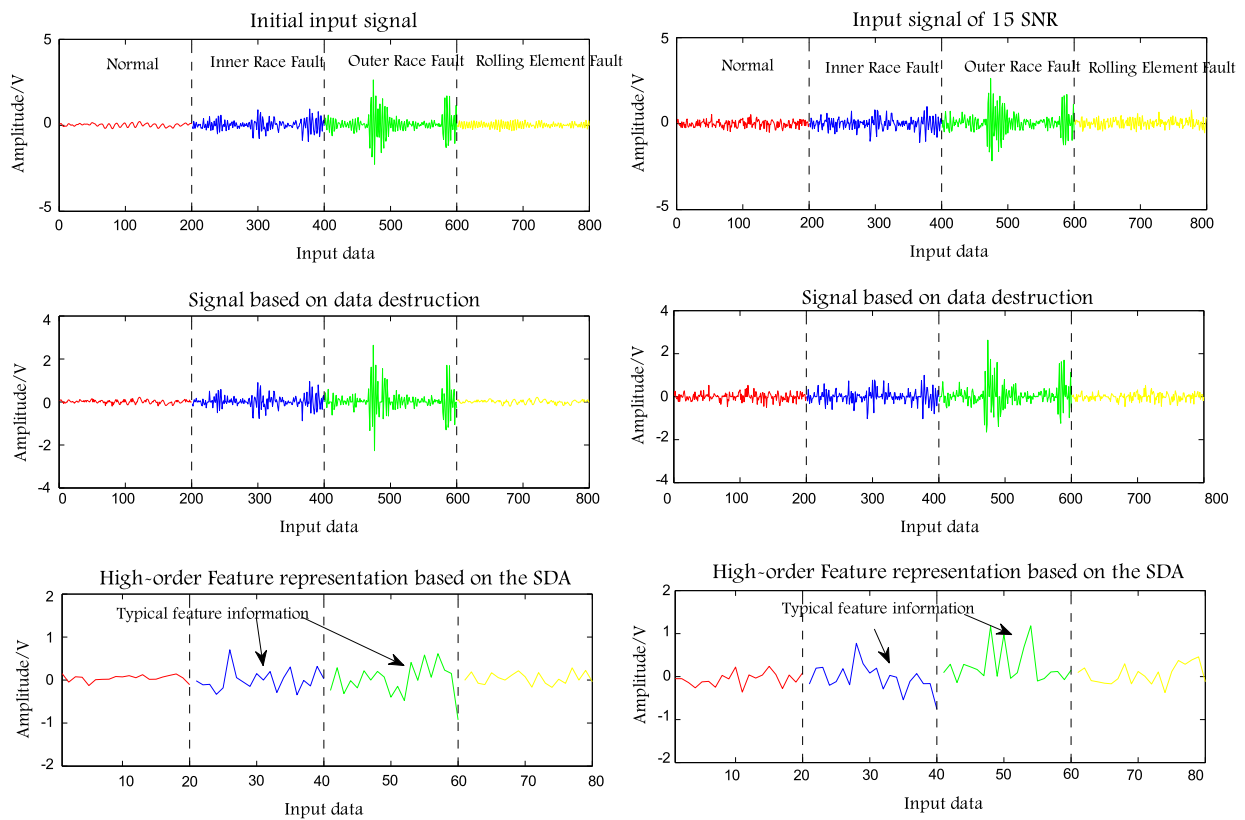 Initial input signal
5
0
-5
Amplitude/V
Normal
Inner Race Fault
Outer Race Fault
Rolling Element Fault
0 100 200 300 400 500 600 700 800
Input data
Input signal of 15 SNR
5
0
-5
Amplitude/V
Normal
Inner Race Fault
Outer Race Fault
Rolling Element Fault
0 100 200 300 400 500 600 700 800
Input data
Signal based on data destruction
4
2
0
-2
-4
Amplitude/V
0 100 200 300 400 500 600 700 800
Input data
Signal based on data destruction
4
2
0
-2
-4
Amplitude/V
0 100 200 300 400 500 600 700 800
Input data
High-order Feature representation based on the SDA
2
1
0
-1
-2
Amplitude/V
Typical feature information
10 20 30 40 50 60 70 80
Input data
High-order Feature representation based on the SDA
2
1
0
-1
-2
Amplitude/V
Typical feature information
10 20 30 40 50 60 70 80
Input data